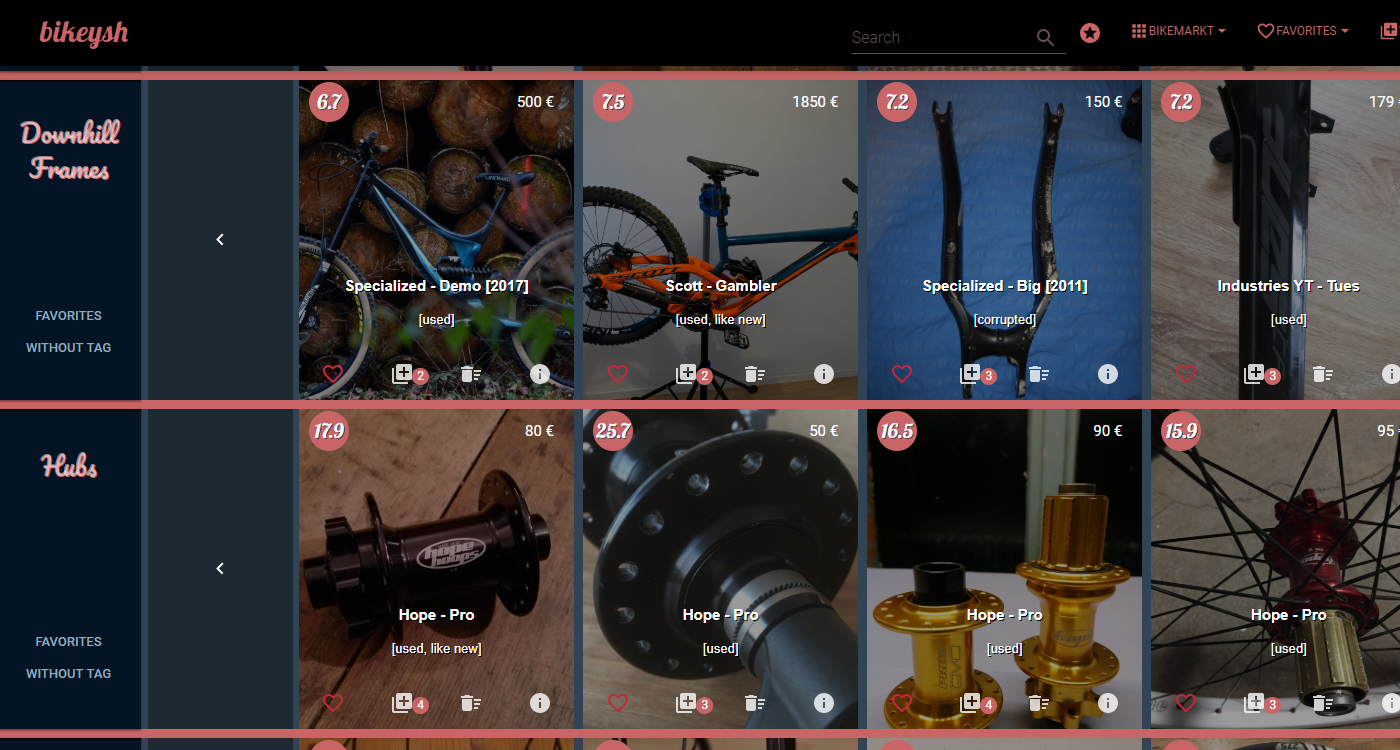 bikeysh
Search
BIKEMARKT
FAVORITES
Downhill
Frames
FAVORITES
WITHOUT TAG
6.7
500 €
Specialized - Demo [2017]
[used]
2
7.5
1850 €
Scott - Gambler
[used, like new]
2
7.2
150 €
Specialized - Big [2011]
[corrupted]
3
7.2
179
Industries YT - Tues
[used]
3
Hubs
FAVORITES
WITHOUT TAG
17.9
80 €
hope
hoops
Hope - Pro
[used, like new]
4
25.7
50 €
Hope - Pro
[used]
3
16.5
90 €
Hope - Pro
[used]
4
15.9
95
Hope - Pro
[used]
3